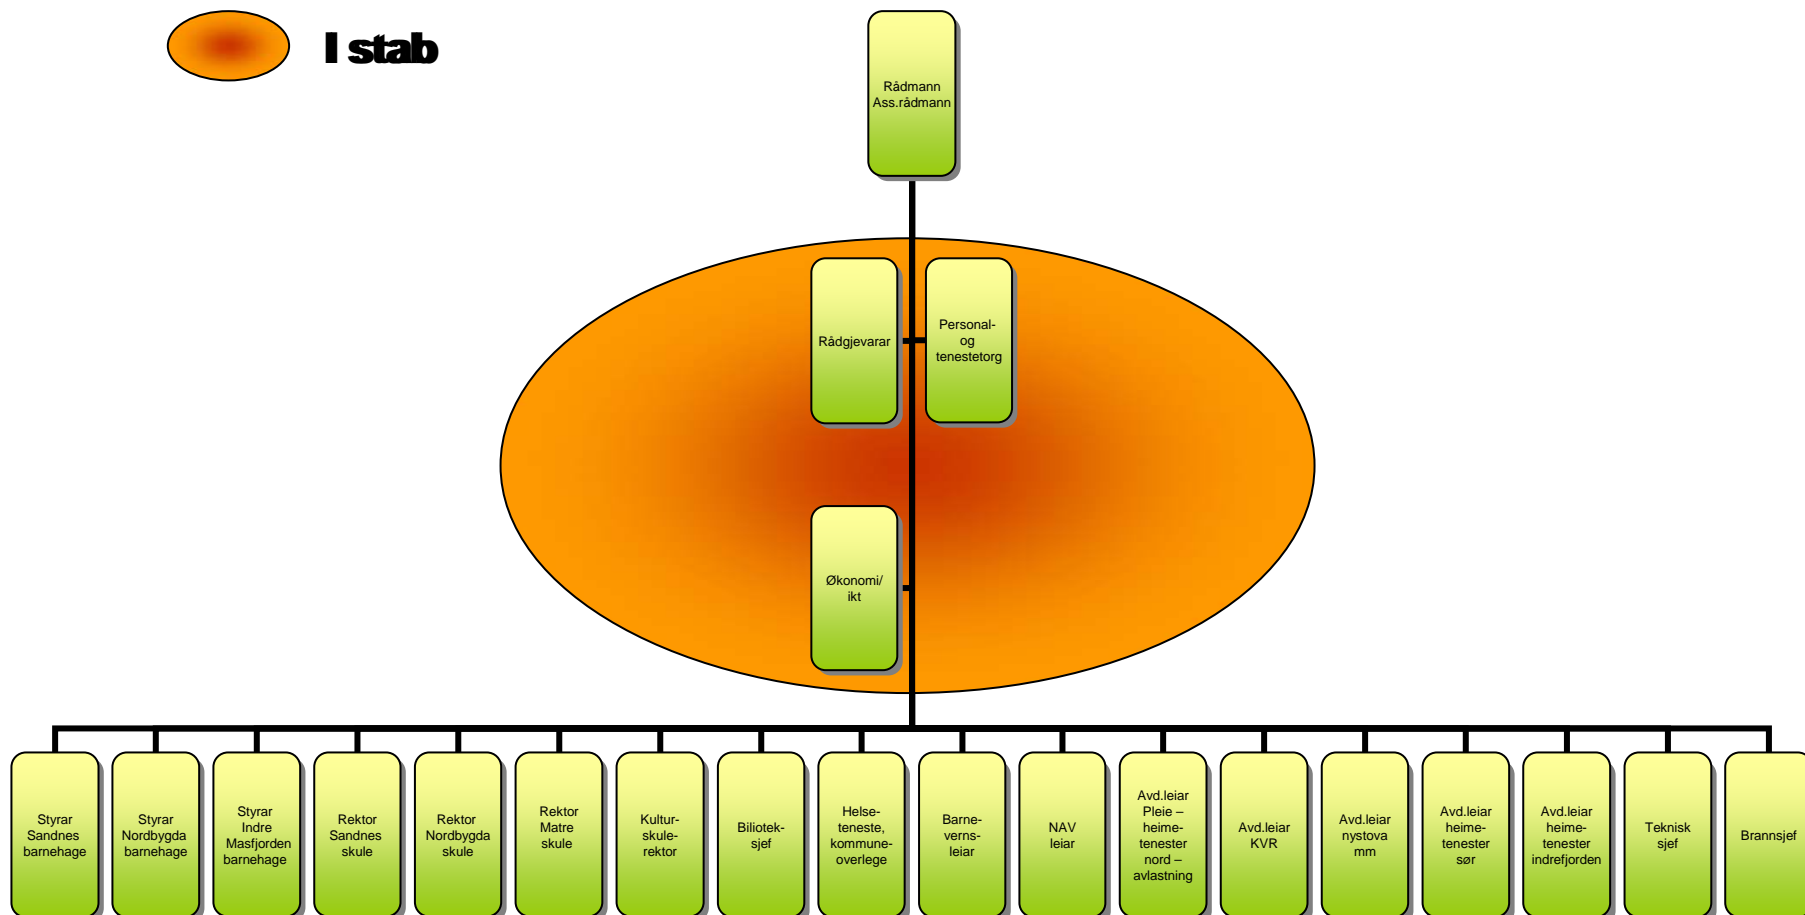 I stab
Rådmann
Ass.rådmann
Rådgjevarar
Personal-
og
tenestetorg
Økonomi/
ikt
Styrar
Sandnes
barnehage
Styrar
Nordbygda
barnehage
Styrar
Indre
Masfjorden
barnehage
Rektor
Sandnes
skule
Rektor
Nordbygda
skule
Rektor
Matre
skule
Kultur-
skule-
rektor
Biliotek-
sjef
Helse-
teneste,
kommune-
overlege
Barne-
verns-
leiar
NAV
leiar
Avd.leiar
Pleie –
heime-
tenester
nord –
avlastning
Avd.leiar
KVR
Avd.leiar
nystova
mm
Avd.leiar
heime-
tenester
sør
Avd.leiar
heime-
tenester
indrefjorden
Teknisk
sjef
Brannsjef